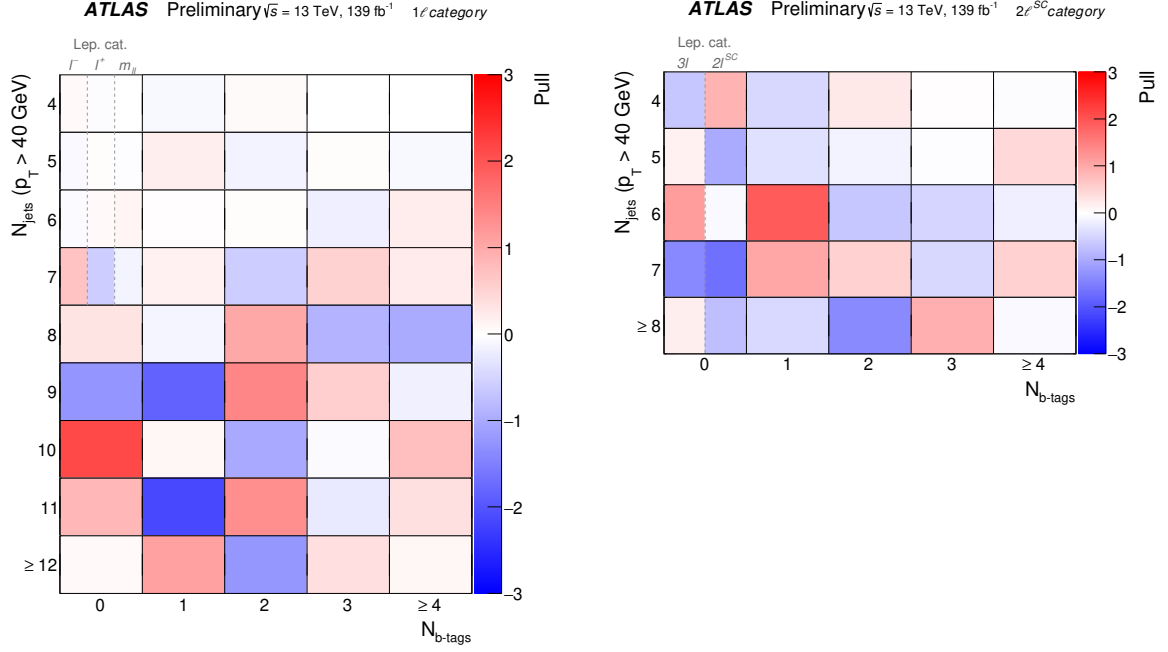 ATLAS Preliminary √s = 13 TeV, 139 fb⁻¹ 1ℓ category
Lep. cat.
l⁻ l⁺ m_ll
N_jets (p_T > 40 GeV)
4
5
6
7
8
9
10
11
≥ 12
0 1 2 3 ≥ 4
N_b-tags
3
2
1
0
−1
−2
−3
Pull
ATLAS Preliminary √s = 13 TeV, 139 fb⁻¹ 2ℓ^SC category
Lep. cat.
3l 2l^SC
N_jets (p_T > 40 GeV)
4
5
6
7
≥ 8
0 1 2 3 ≥ 4
N_b-tags
3
2
1
0
−1
−2
−3
Pull